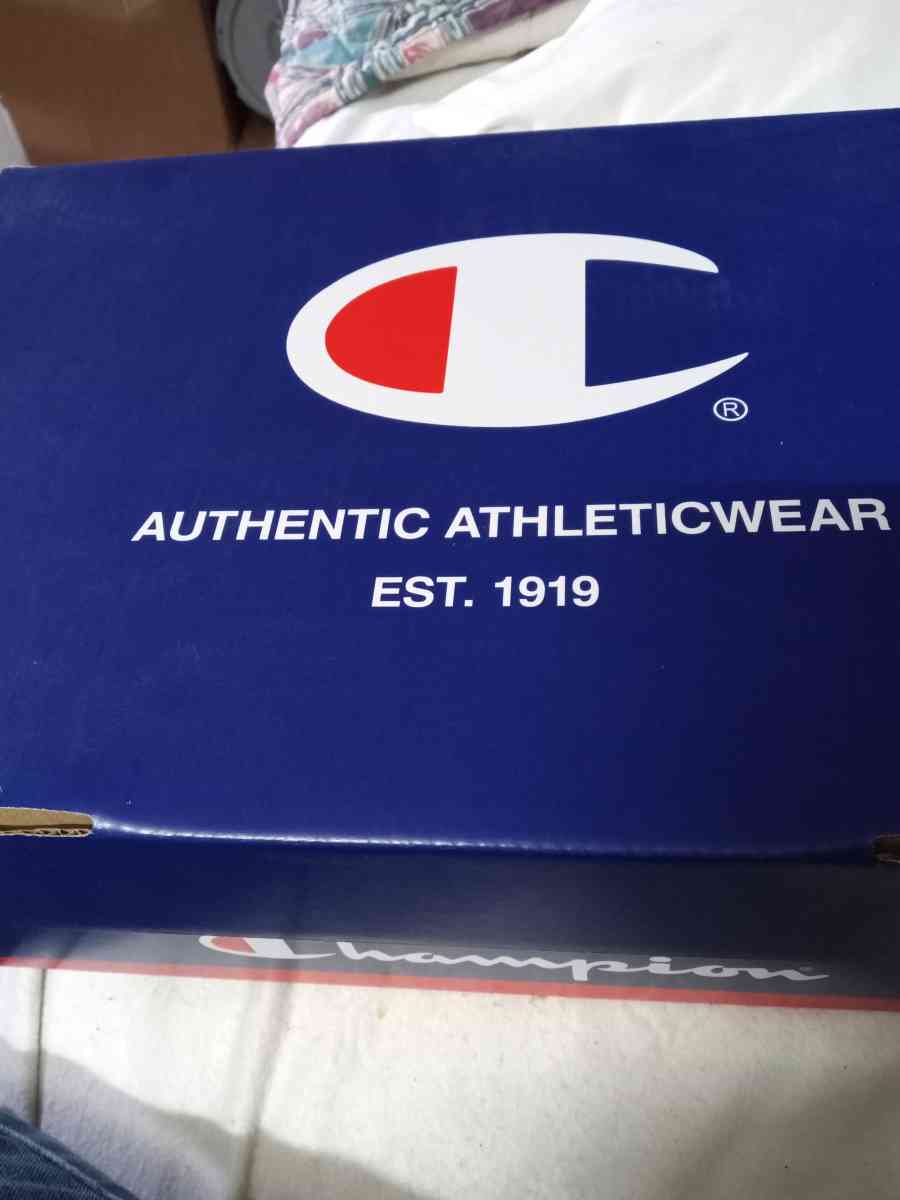 ®
AUTHENTIC ATHLETICWEAR
EST. 1919
Champion